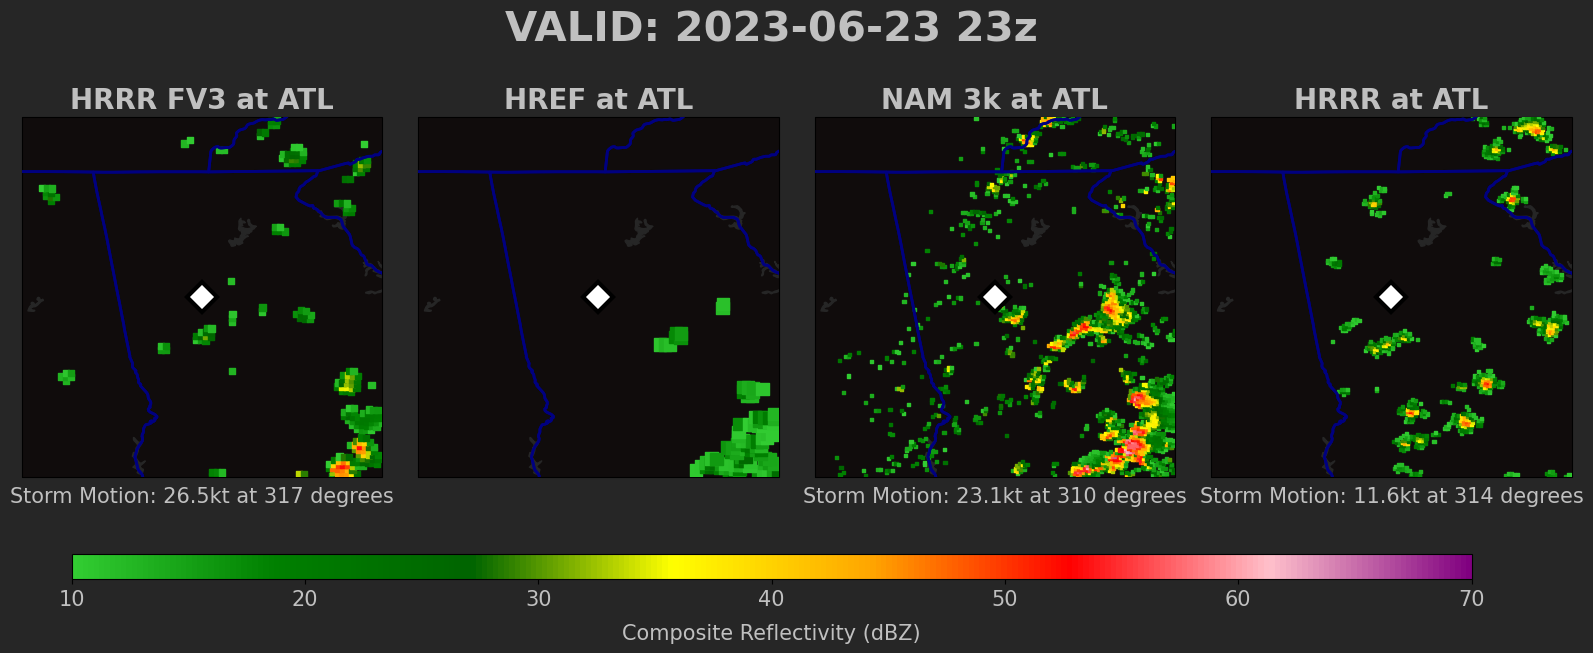 VALID: 2023-06-23 23z
HRRR FV3 at ATL
HREF at ATL
NAM 3k at ATL
HRRR at ATL
Storm Motion: 26.5kt at 317 degrees
Storm Motion: 23.1kt at 310 degrees
Storm Motion: 11.6kt at 314 degrees
10 20 30 40 50 60 70
Composite Reflectivity (dBZ)